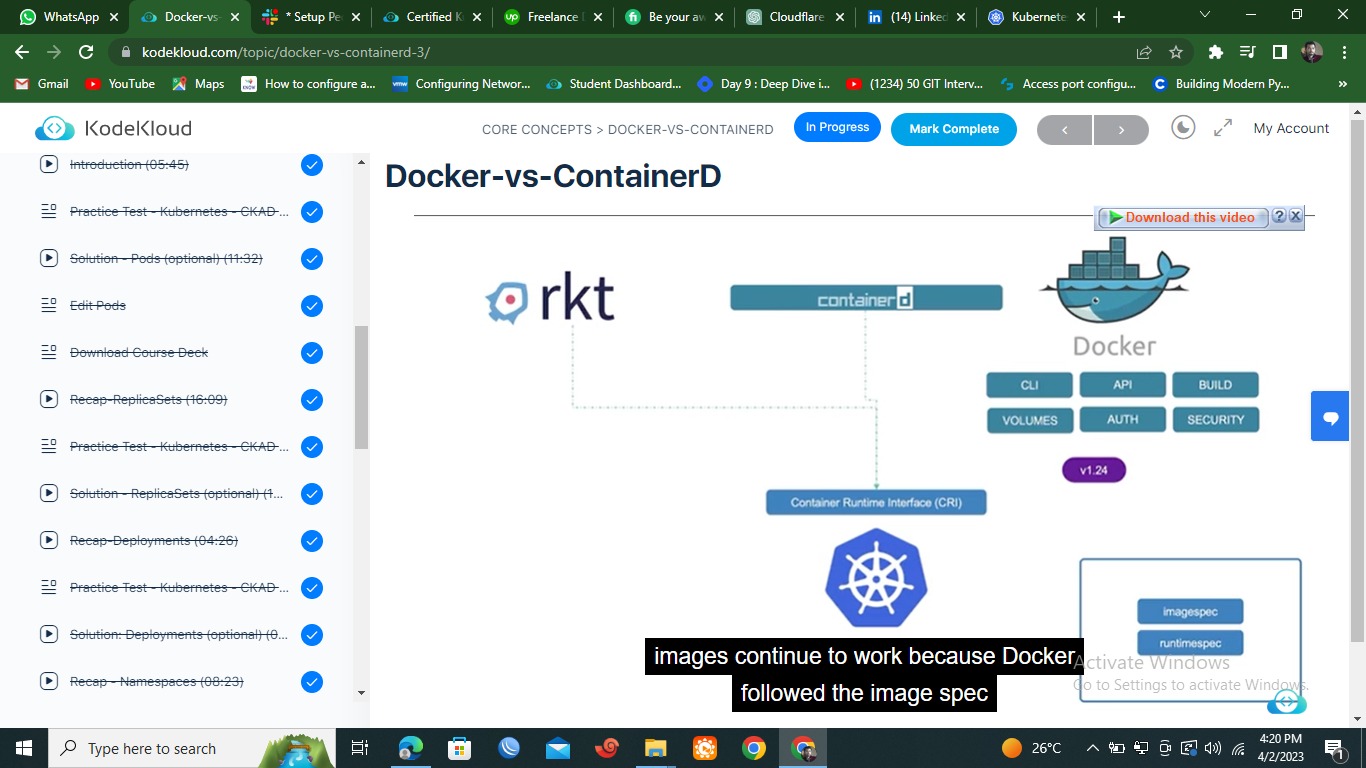 WhatsApp
Docker-vs-
* Setup Pe
Certified K
Freelance
Be your aw
Cloudflare
(14) Linked
Kubernete
kodekloud.com/topic/docker-vs-containerd-3/
Gmail
YouTube
Maps
How to configure a...
Configuring Networ...
Student Dashboard...
Day 9 : Deep Dive i...
(1234) 50 GIT Interv...
Access port configu...
Building Modern Py...
»
KodeKloud
CORE CONCEPTS > DOCKER-VS-CONTAINERD
In Progress
Mark Complete
My Account
Introduction (05:45)
Practice Test - Kubernetes - CKAD ...
Solution - Pods (optional) (11:32)
Edit Pods
Download Course Deck
Recap-ReplicaSets (16:09)
Practice Test - Kubernetes - CKAD ...
Solution - ReplicaSets (optional) (1...
Recap-Deployments (04:26)
Practice Test - Kubernetes - CKAD ...
Solution: Deployments (optional) (0...
Recap - Namespaces (08:23)
Docker-vs-ContainerD
Download this video
?
X
rkt
containerd
Docker
CLI
API
BUILD
VOLUMES
AUTH
SECURITY
v1.24
Container Runtime Interface (CRI)
imagespec
runtimespec
images continue to work because Docker
followed the image spec
Activate Windows
Go to Settings to activate Windows.
Type here to search
26°C
4:20 PM
4/2/2023
1